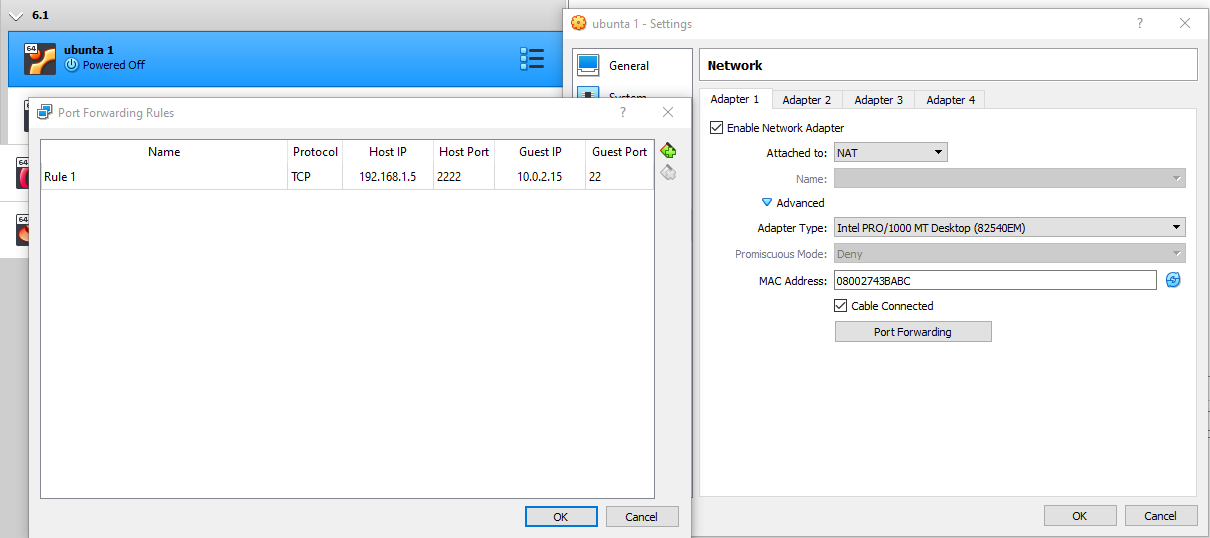 6.1
64
ubunta 1
Powered Off
64
64
Port Forwarding Rules
?
Name Protocol Host IP Host Port Guest IP Guest Port
Rule 1 TCP 192.168.1.5 2222 10.0.2.15 22
OK Cancel
ubunta 1 - Settings
?
General
System
Network
Adapter 1 Adapter 2 Adapter 3 Adapter 4
Enable Network Adapter
Attached to: NAT
Name:
Advanced
Adapter Type: Intel PRO/1000 MT Desktop (82540EM)
Promiscuous Mode: Deny
MAC Address: 08002743BABC
Cable Connected
Port Forwarding
OK Cancel